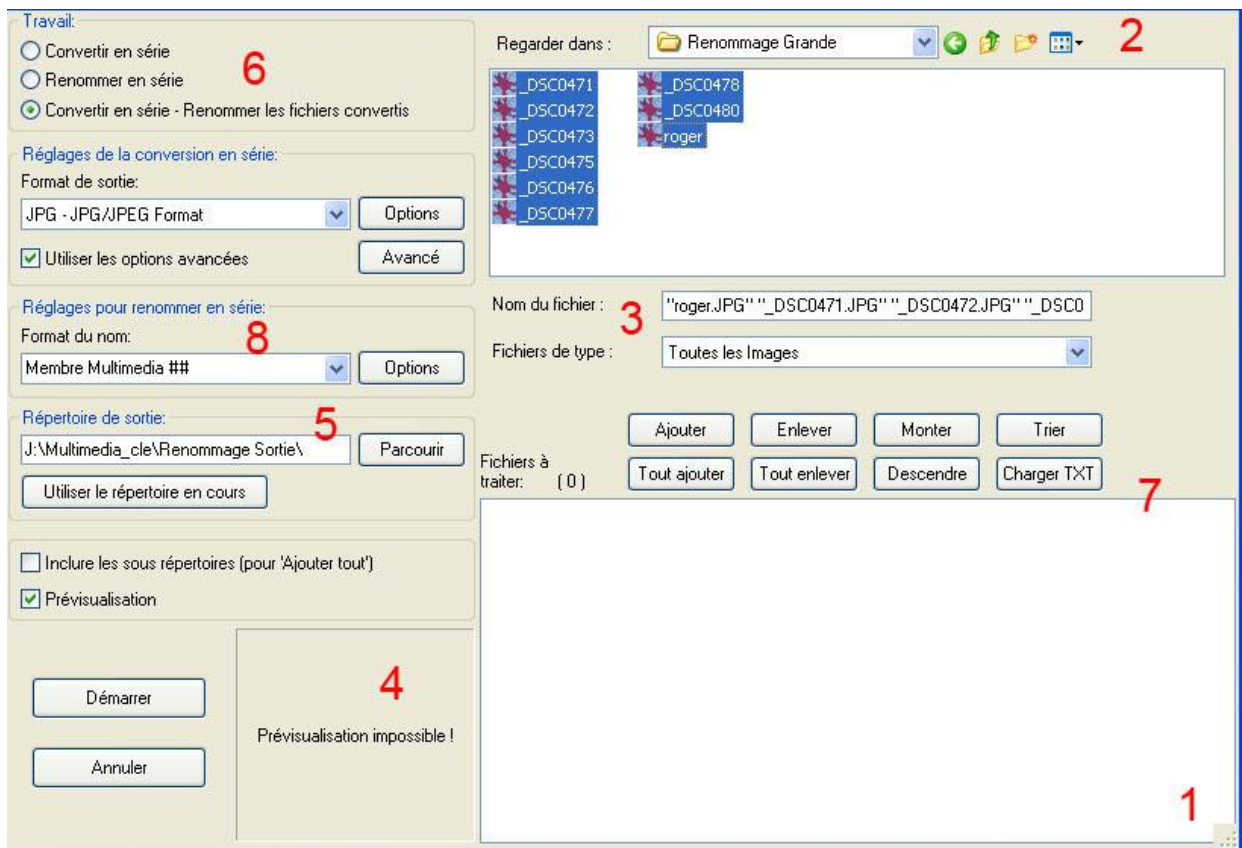 Travail:
Convertir en série
Renommer en série
Convertir en série - Renommer les fichiers convertis
6
Réglages de la conversion en série:
Format de sortie:
JPG - JPG/JPEG Format
Options
Utiliser les options avancées
Avancé
Réglages pour renommer en série:
Format du nom:
8
Membre Multimedia ##
Options
Répertoire de sortie:
5
J:\Multimedia_cle\Renommage Sortie\
Parcourir
Utiliser le répertoire en cours
Inclure les sous répertoires (pour 'Ajouter tout')
Prévisualisation
Démarrer
Annuler
4
Prévisualisation impossible !
Regarder dans :
Renommage Grande
2
_DSC0471
_DSC0472
_DSC0473
_DSC0475
_DSC0476
_DSC0477
_DSC0478
_DSC0480
roger
Nom du fichier :
"roger.JPG" "_DSC0471.JPG" "_DSC0472.JPG" "_DSC0
3
Fichiers de type :
Toutes les Images
Ajouter
Enlever
Monter
Trier
Fichiers à
traiter: ( 0 )
Tout ajouter
Tout enlever
Descendre
Charger TXT
7
1